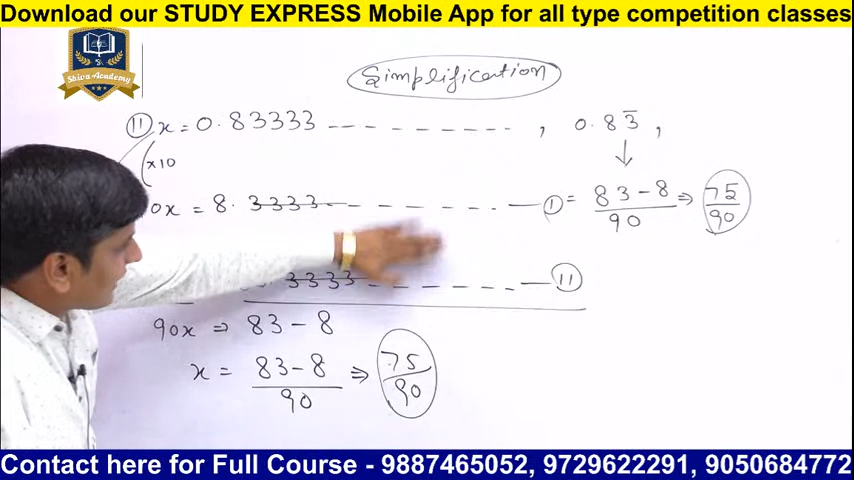 Download our STUDY EXPRESS Mobile App for all type competition classes
Shiva Academy
Simplification
(11) x = 0.83333 -- - - - - - - - - , 0.83̅ ,
×10
0x = 8.3333 - - - - - - - — (1) = 83-8/90 ⇒ 75/90
3333 - - - - - — (11)
90x ⇒ 83 - 8
x = 83-8/90 ⇒ 75/90
Contact here for Full Course - 9887465052, 9729622291, 9050684772